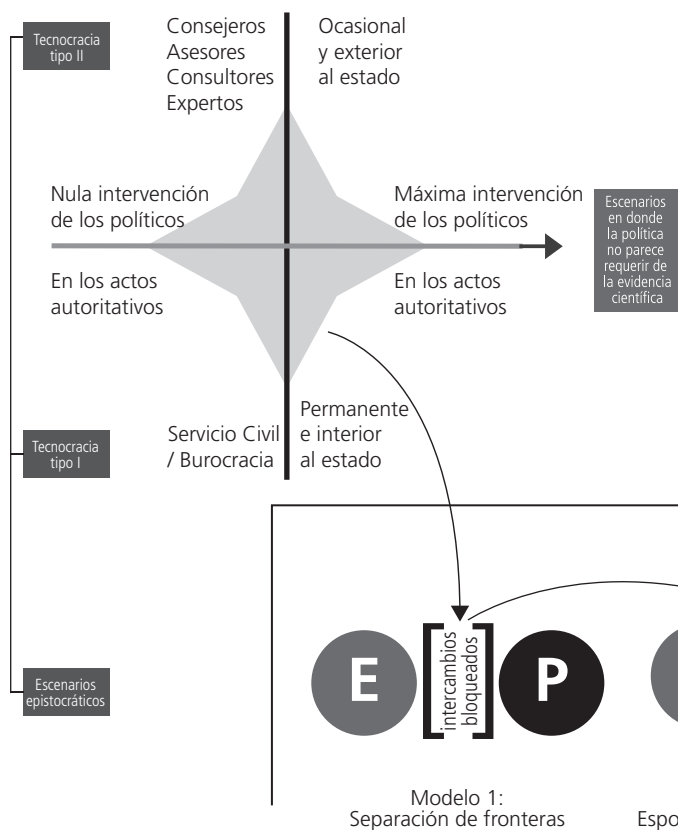 Tecnocracia
tipo II
Consejeros
Asesores
Consultores
Expertos
Ocasional
y exterior
al estado
Nula intervención
de los políticos
Máxima intervención
de los políticos
En los actos
autoritativos
En los actos
autoritativos
Escenarios
en donde
la política
no parece
requerir de
la evidencia
científica
Tecnocracia
tipo I
Servicio Civil
/ Burocracia
Permanente
e interior
al estado
Escenarios
epistocráticos
E
intercambios
bloqueados
P
Modelo 1:
Separación de fronteras
Espo